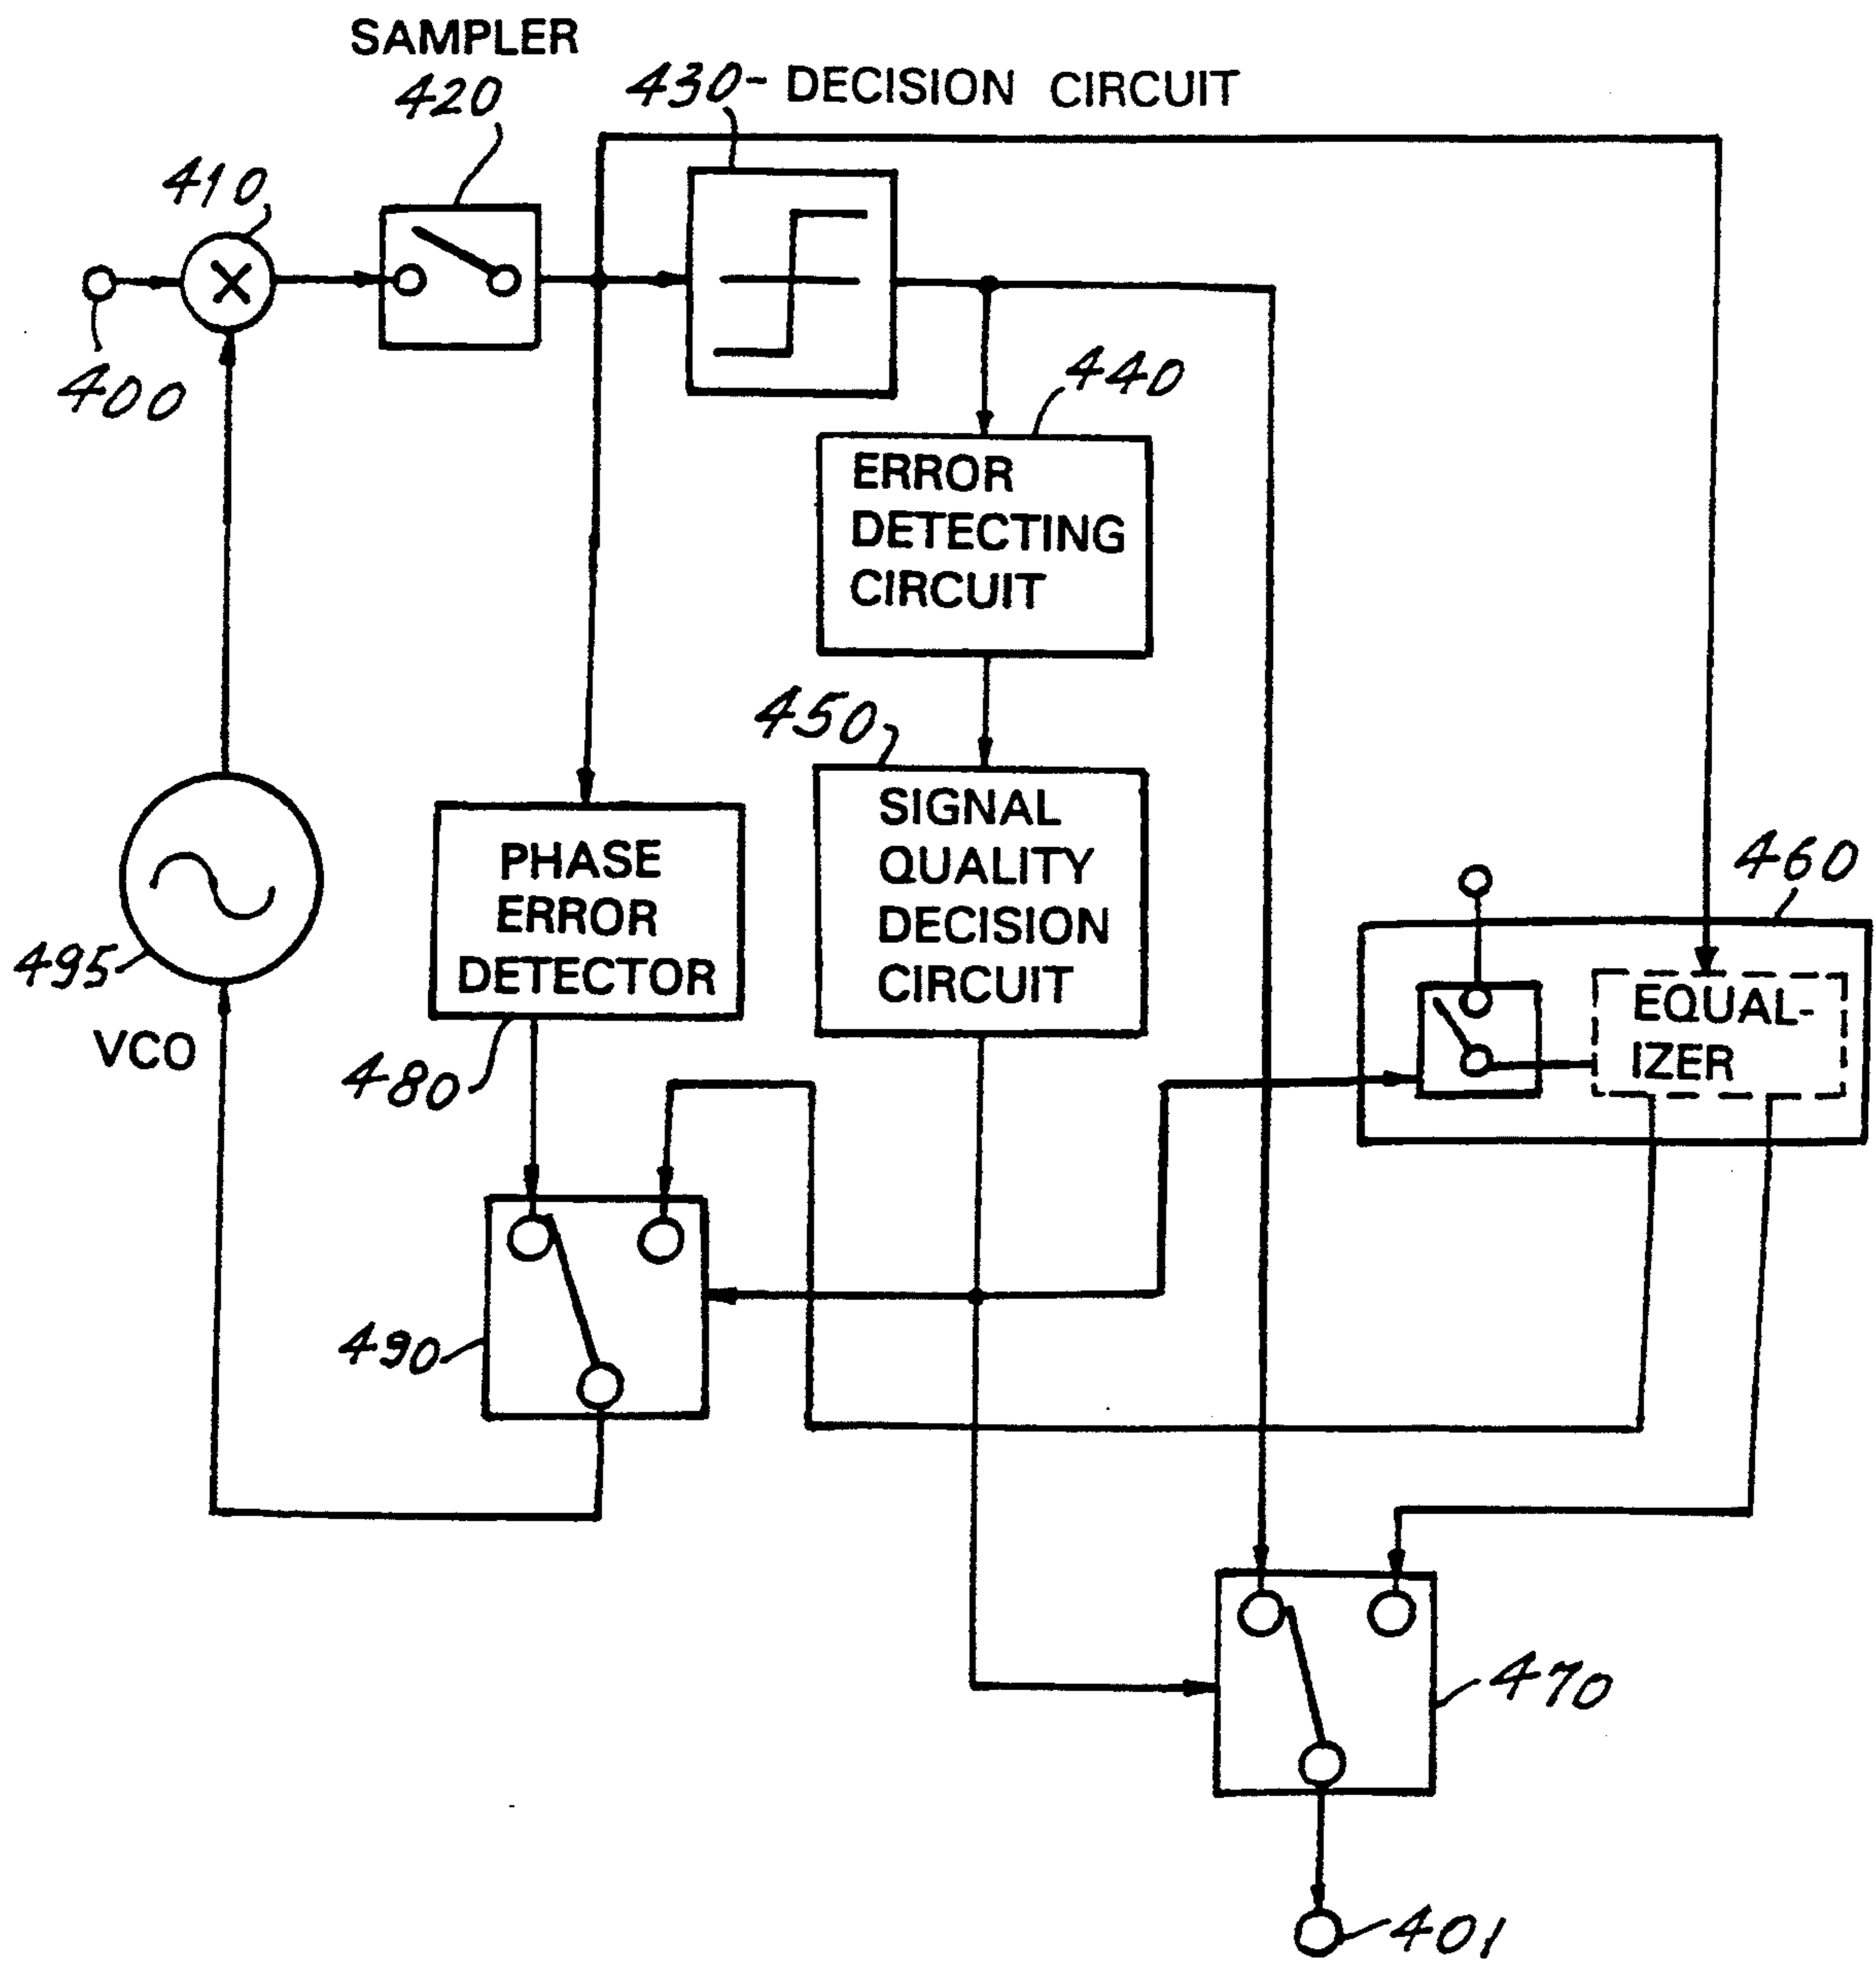 SAMPLER
420
430- DECISION CIRCUIT
410
400
440
ERROR
DETECTING
CIRCUIT
450
SIGNAL
QUALITY
DECISION
CIRCUIT
PHASE
ERROR
DETECTOR
460
495
VCO
480
EQUAL-
IZER
490
470
401